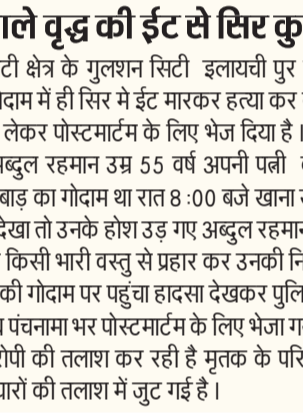 ाले वृद्ध की ईट से सिर कु
टी क्षेत्र के गुलशन सिटी इलायची पुर
ोदाम में ही सिर मे ईट मारकर हत्या कर
लेकर पोस्टमार्टम के लिए भेज दिया है।
अब्दुल रहमान उम्र 55 वर्ष अपनी पत्नी
बाड़ का गोदाम था रात 8 :00 बजे खाना
देखा तो उनके होश उड़ गए अब्दुल रहमान
किसी भारी वस्तु से प्रहार कर उनकी नि
की गोदाम पर पहुंचा हादसा देखकर पुलि
पंचनामा भर पोस्टमार्टम के लिए भेजा ग
रोपी की तलाश कर रही है मृतक के परि
यारों की तलाश में जुट गई है।